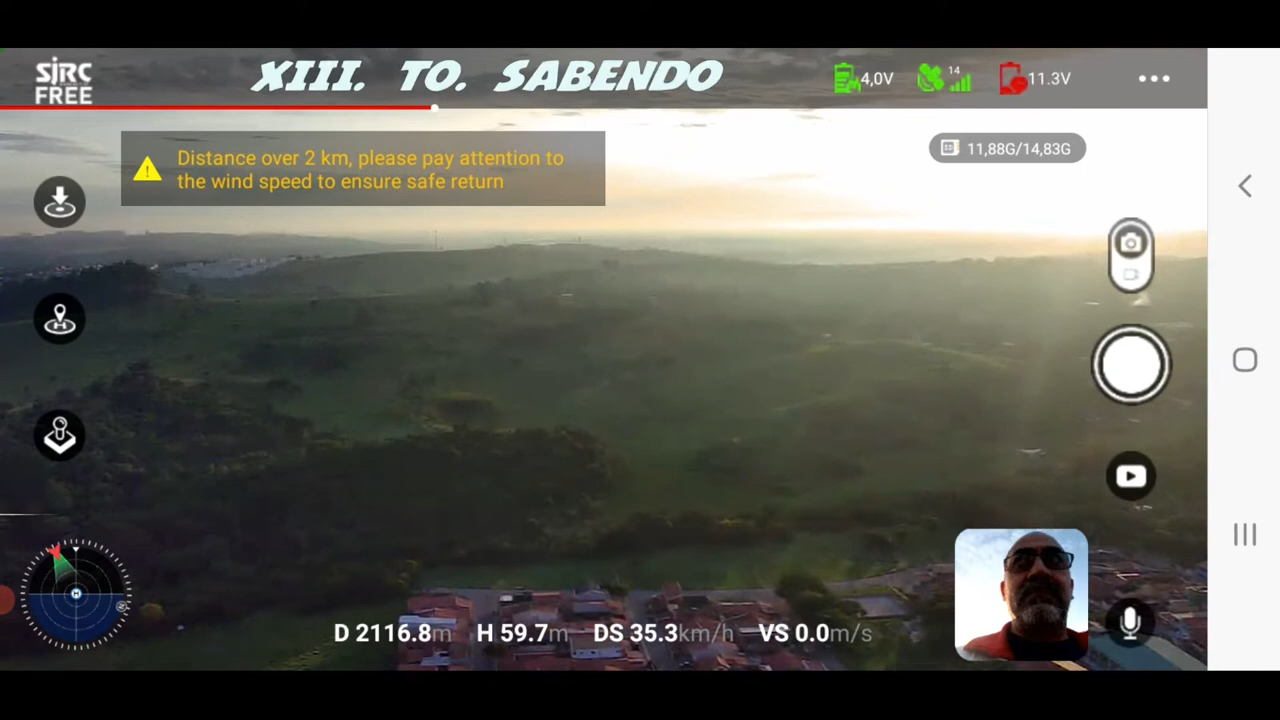 SJRC
FREE
XIII. TO. SABENDO
4,0V
14
11.3V
Distance over 2 km, please pay attention to
the wind speed to ensure safe return
11,88G/14,83G
H
D 2116.8m H 59.7m DS 35.3km/h VS 0.0m/s